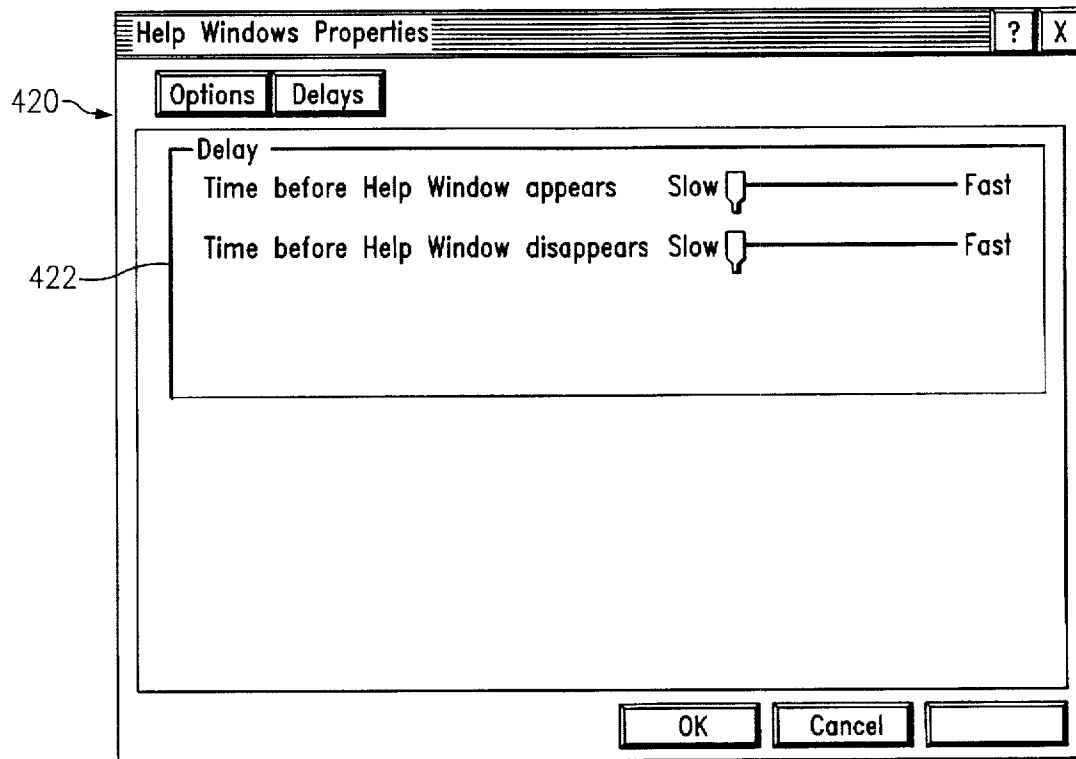 Help Windows Properties ? X
Options Delays
420
Delay
Time before Help Window appears Slow Fast
Time before Help Window disappears Slow Fast
422
OK Cancel